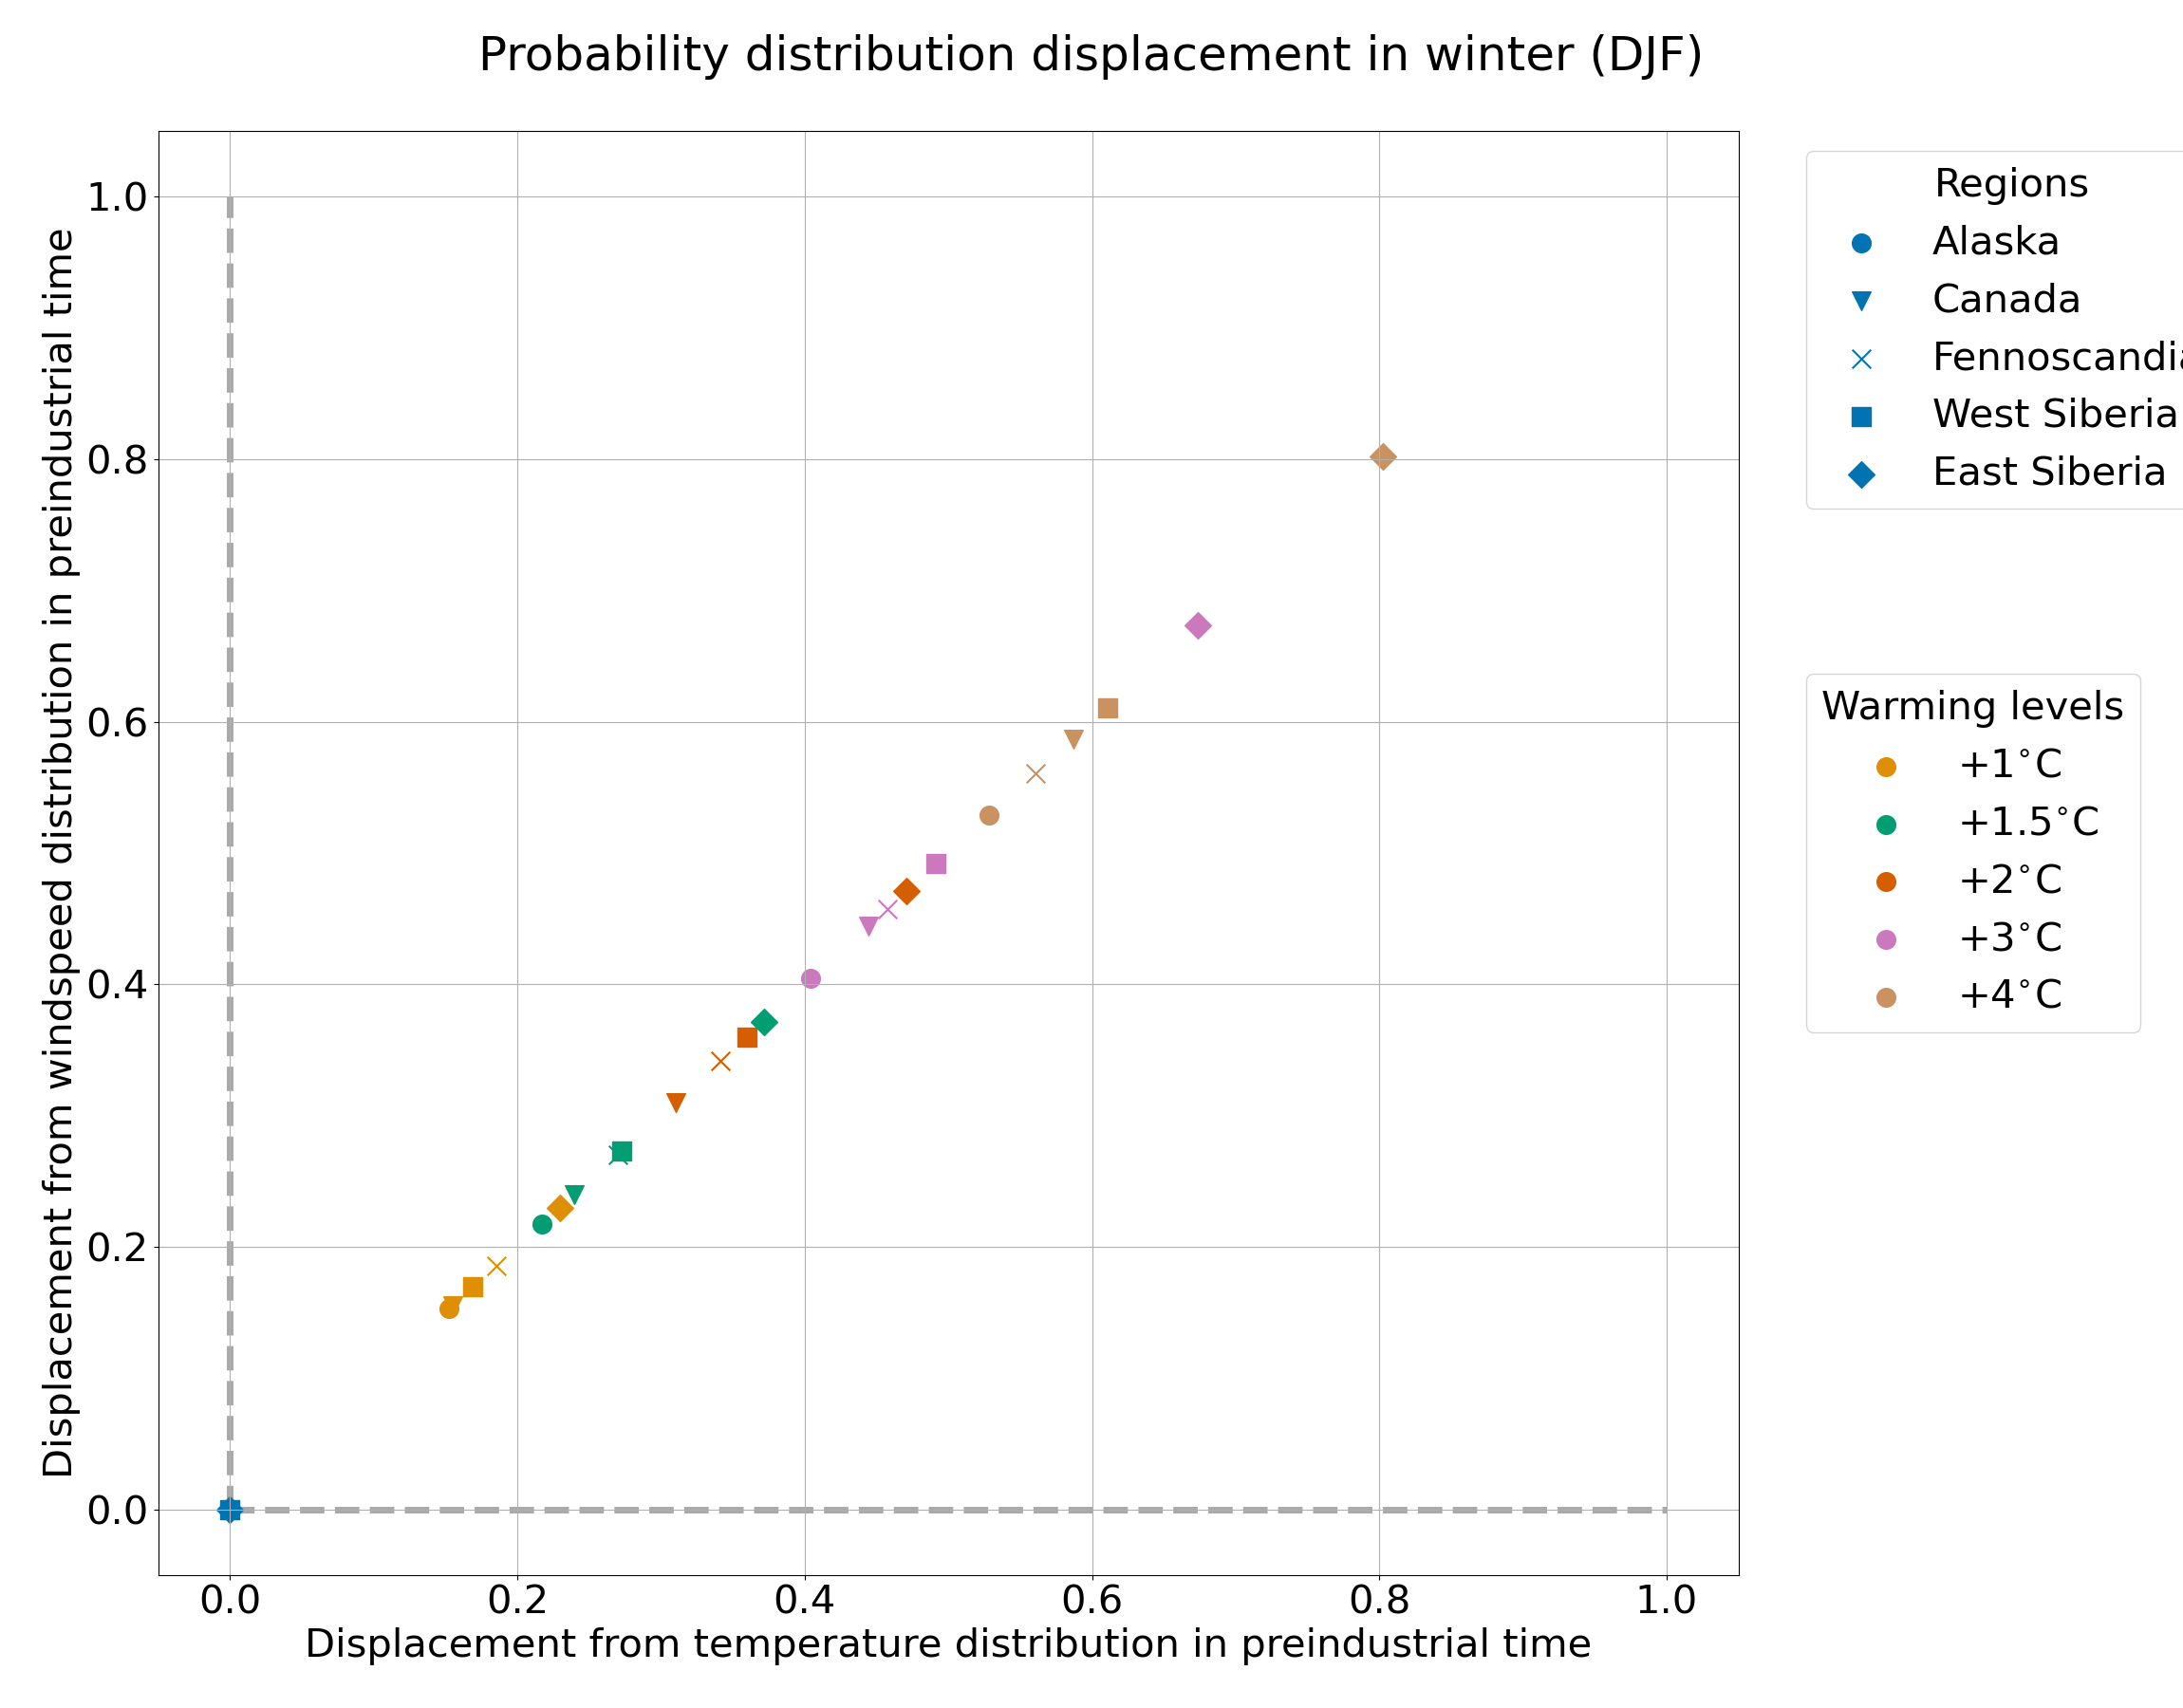 Probability distribution displacement in winter (DJF)
Displacement from windspeed distribution in preindustrial time
1.0
0.8
0.6
0.4
0.2
0.0
0.0 0.2 0.4 0.6 0.8 1.0
Displacement from temperature distribution in preindustrial time
Regions
Alaska
Canada
Fennoscandia
West Siberia
East Siberia
Warming levels
+1°C
+1.5°C
+2°C
+3°C
+4°C